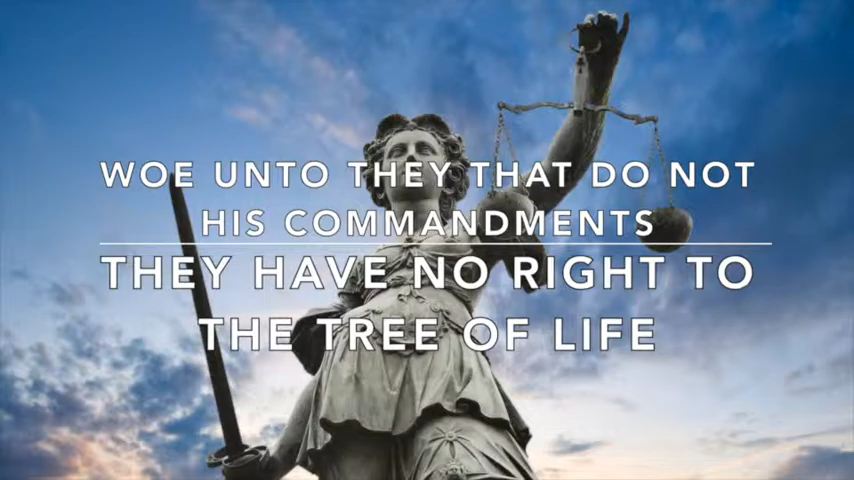 WOE UNTO THEY THAT DO NOT
HIS COMMANDMENTS
THEY HAVE NO RIGHT TO
THE TREE OF LIFE